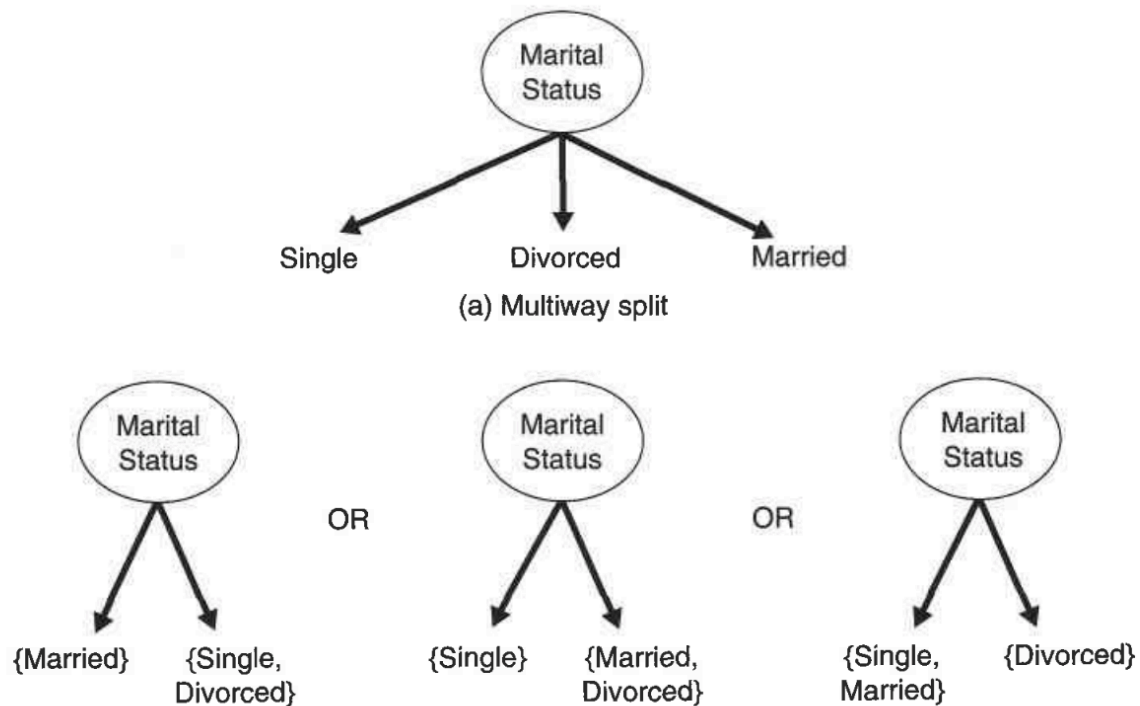 Marital
Status
Single Divorced Married
(a) Multiway split
Marital
Status
OR
Marital
Status
OR
Marital
Status
{Married} {Single,
Divorced}
{Single} {Married,
Divorced}
{Single,
Married} {Divorced}